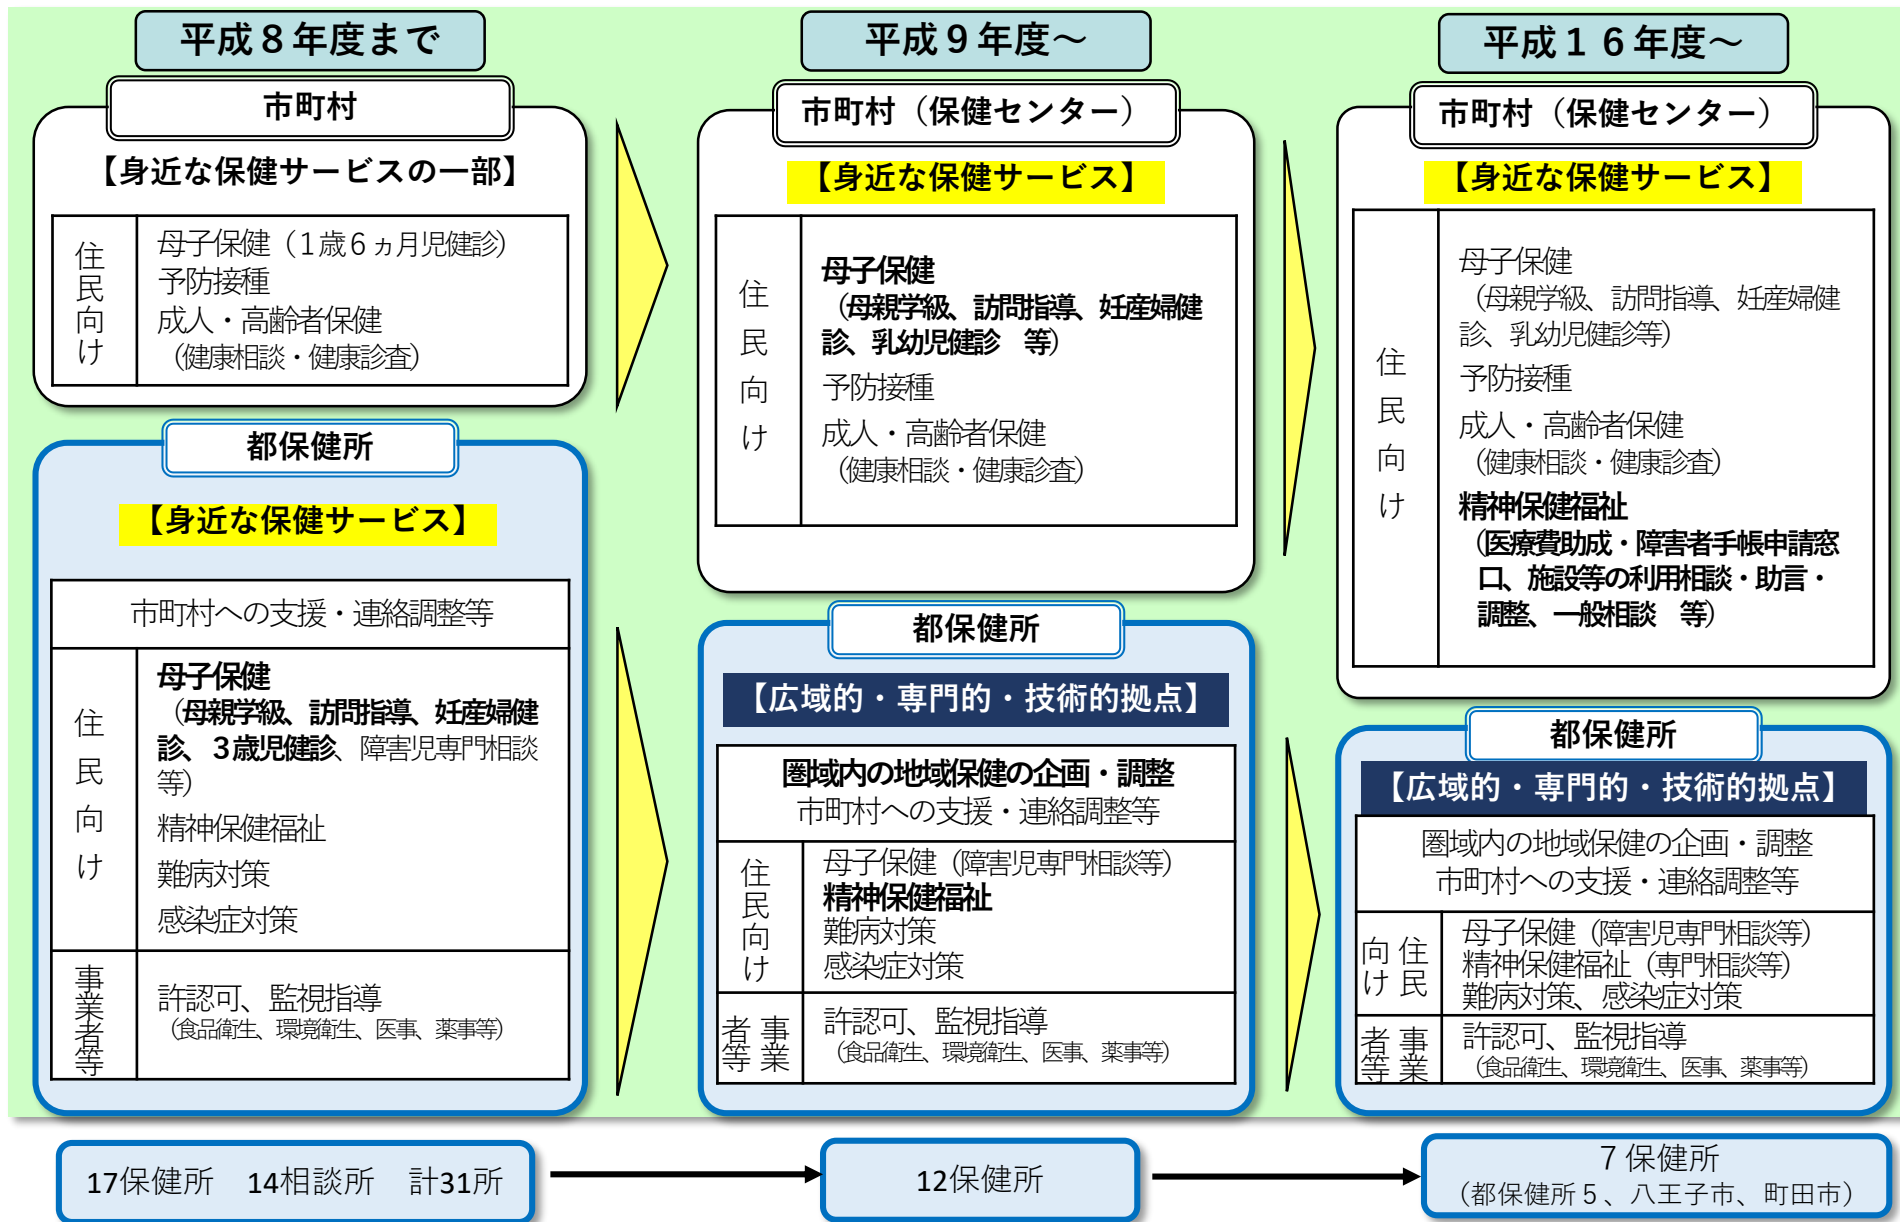 平成８年度まで
市町村
【身近な保健サービスの一部】
住民向け
母子保健（１歳６ヵ月児健診）
予防接種
成人・高齢者保健
（健康相談・健康診査）
都保健所
【身近な保健サービス】
市町村への支援・連絡調整等
住民向け
母子保健
（母親学級、訪問指導、妊産婦健
診、３歳児健診、障害児専門相談
等）
精神保健福祉
難病対策
感染症対策
事業者等
許認可、監視指導
（食品衛生、環境衛生、医事、薬事等）
17保健所　14相談所　計31所
平成９年度～
市町村（保健センター）
【身近な保健サービス】
住民向け
母子保健
（母親学級、訪問指導、妊産婦健
診、乳幼児健診　等）
予防接種
成人・高齢者保健
（健康相談・健康診査）
都保健所
【広域的・専門的・技術的拠点】
圏域内の地域保健の企画・調整
市町村への支援・連絡調整等
住民向け
母子保健（障害児専門相談等）
精神保健福祉
難病対策
感染症対策
事業
者等
許認可、監視指導
（食品衛生、環境衛生、医事、薬事等）
12保健所
平成１６年度～
市町村（保健センター）
【身近な保健サービス】
住民向け
母子保健
（母親学級、訪問指導、妊産婦健
診、乳幼児健診等）
予防接種
成人・高齢者保健
（健康相談・健康診査）
精神保健福祉
（医療費助成・障害者手帳申請窓
口、施設等の利用相談・助言・
調整、一般相談　等）
都保健所
【広域的・専門的・技術的拠点】
圏域内の地域保健の企画・調整
市町村への支援・連絡調整等
住民
向け
母子保健（障害児専門相談等）
精神保健福祉（専門相談等）
難病対策、感染症対策
事業
者等
許認可、監視指導
（食品衛生、環境衛生、医事、薬事等）
７保健所
（都保健所５、八王子市、町田市）